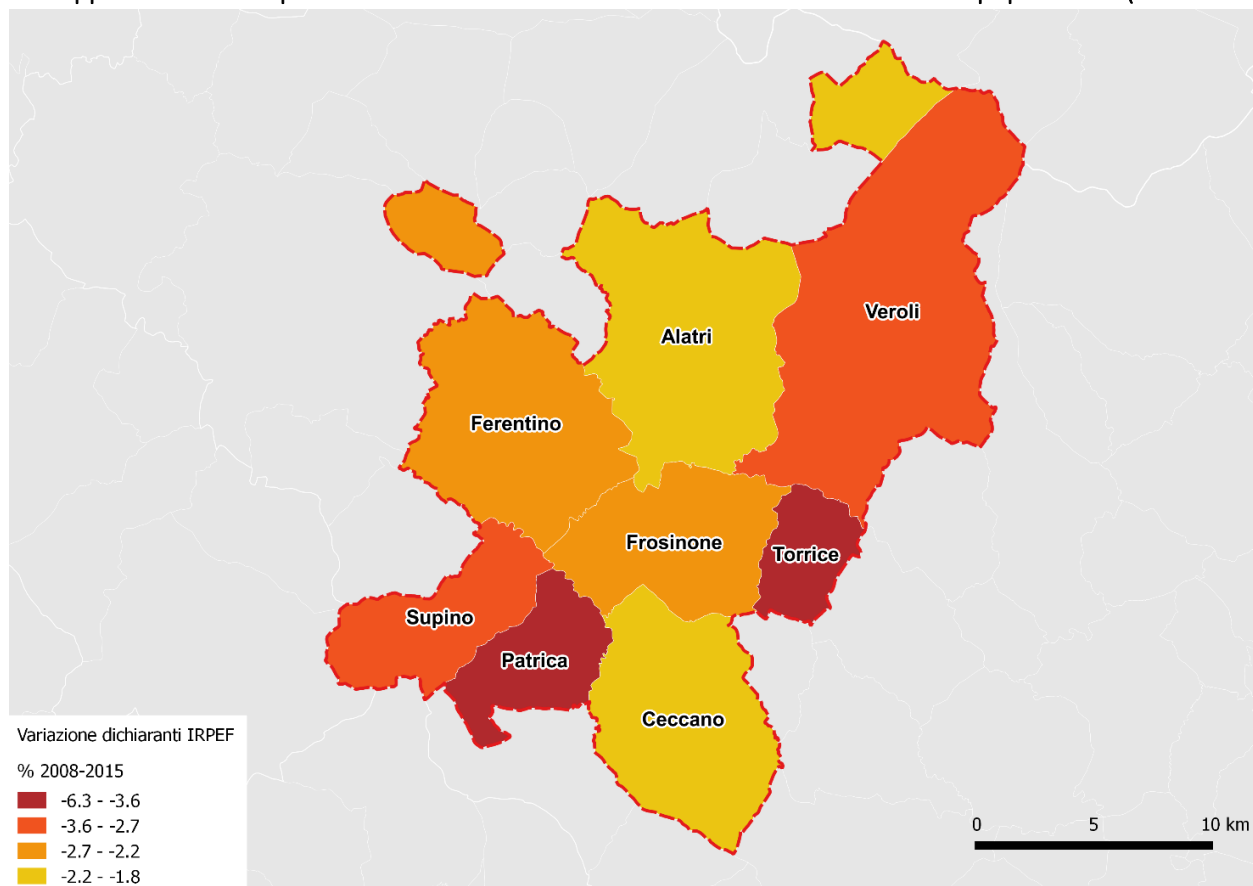 Veroli
Alatri
Ferentino
Frosinone
Torrice
Supino
Patrica
Ceccano
Variazione dichiaranti IRPEF
% 2008-2015
-6.3 - -3.6
-3.6 - -2.7
-2.7 - -2.2
-2.2 - -1.8
0 5 10 km